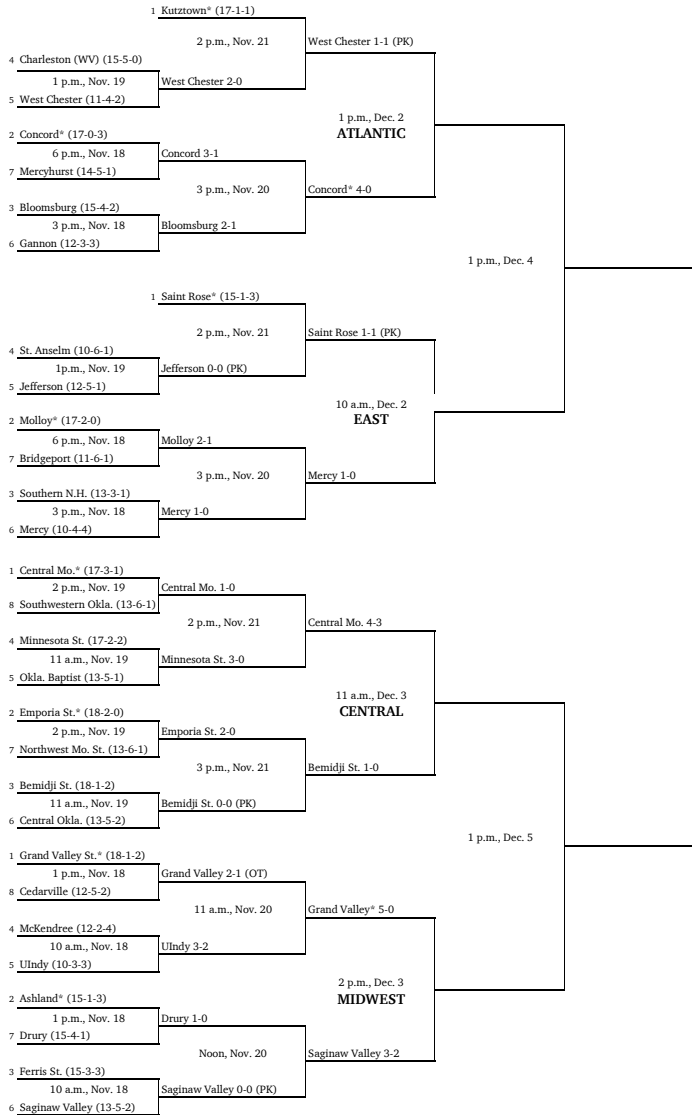 1 Kutztown* (17-1-1)
2 p.m., Nov. 21
West Chester 1-1 (PK)
4 Charleston (WV) (15-5-0)
1 p.m., Nov. 19
West Chester 2-0
5 West Chester (11-4-2)
1 p.m., Dec. 2
ATLANTIC
2 Concord* (17-0-3)
6 p.m., Nov. 18
Concord 3-1
7 Mercyhurst (14-5-1)
3 p.m., Nov. 20
Concord* 4-0
3 Bloomsburg (15-4-2)
3 p.m., Nov. 18
Bloomsburg 2-1
6 Gannon (12-3-3)
1 p.m., Dec. 4
1 Saint Rose* (15-1-3)
2 p.m., Nov. 21
Saint Rose 1-1 (PK)
4 St. Anselm (10-6-1)
1p.m., Nov. 19
Jefferson 0-0 (PK)
5 Jefferson (12-5-1)
10 a.m., Dec. 2
EAST
2 Molloy* (17-2-0)
6 p.m., Nov. 18
Molloy 2-1
7 Bridgeport (11-6-1)
3 p.m., Nov. 20
Mercy 1-0
3 Southern N.H. (13-3-1)
3 p.m., Nov. 18
Mercy 1-0
6 Mercy (10-4-4)
1 Central Mo.* (17-3-1)
2 p.m., Nov. 19
Central Mo. 1-0
8 Southwestern Okla. (13-6-1)
2 p.m., Nov. 21
Central Mo. 4-3
4 Minnesota St. (17-2-2)
11 a.m., Nov. 19
Minnesota St. 3-0
5 Okla. Baptist (13-5-1)
11 a.m., Dec. 3
CENTRAL
2 Emporia St.* (18-2-0)
2 p.m., Nov. 19
Emporia St. 2-0
7 Northwest Mo. St. (13-6-1)
3 p.m., Nov. 21
Bemidji St. 1-0
3 Bemidji St. (18-1-2)
11 a.m., Nov. 19
Bemidji St. 0-0 (PK)
6 Central Okla. (13-5-2)
1 p.m., Dec. 5
1 Grand Valley St.* (18-1-2)
1 p.m., Nov. 18
Grand Valley 2-1 (OT)
8 Cedarville (12-5-2)
11 a.m., Nov. 20
Grand Valley* 5-0
4 McKendree (12-2-4)
10 a.m., Nov. 18
UIndy 3-2
5 UIndy (10-3-3)
2 p.m., Dec. 3
MIDWEST
2 Ashland* (15-1-3)
1 p.m., Nov. 18
Drury 1-0
7 Drury (15-4-1)
Noon, Nov. 20
Saginaw Valley 3-2
3 Ferris St. (15-3-3)
10 a.m., Nov. 18
Saginaw Valley 0-0 (PK)
6 Saginaw Valley (13-5-2)